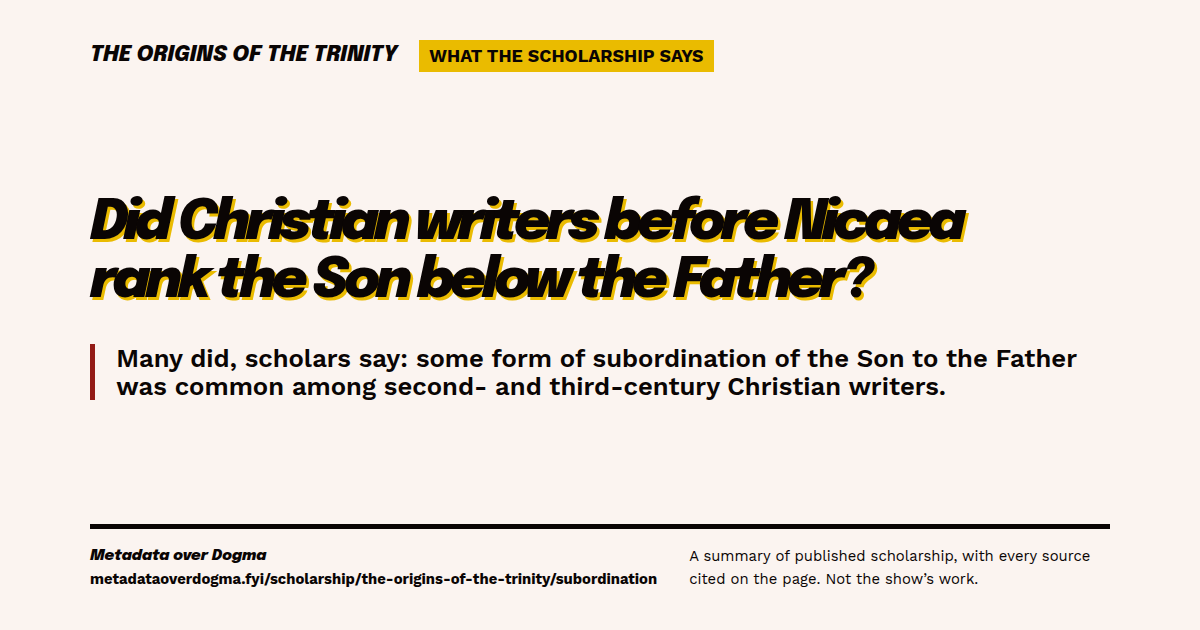 THE ORIGINS OF THE TRINITY
WHAT THE SCHOLARSHIP SAYS
Did Christian writers before Nicaea
rank the Son below the Father?
Many did, scholars say: some form of subordination of the Son to the Father
was common among second- and third-century Christian writers.
Metadata over Dogma
metadataoverdogma.fyi/scholarship/the-origins-of-the-trinity/subordination
A summary of published scholarship, with every source
cited on the page. Not the show’s work.